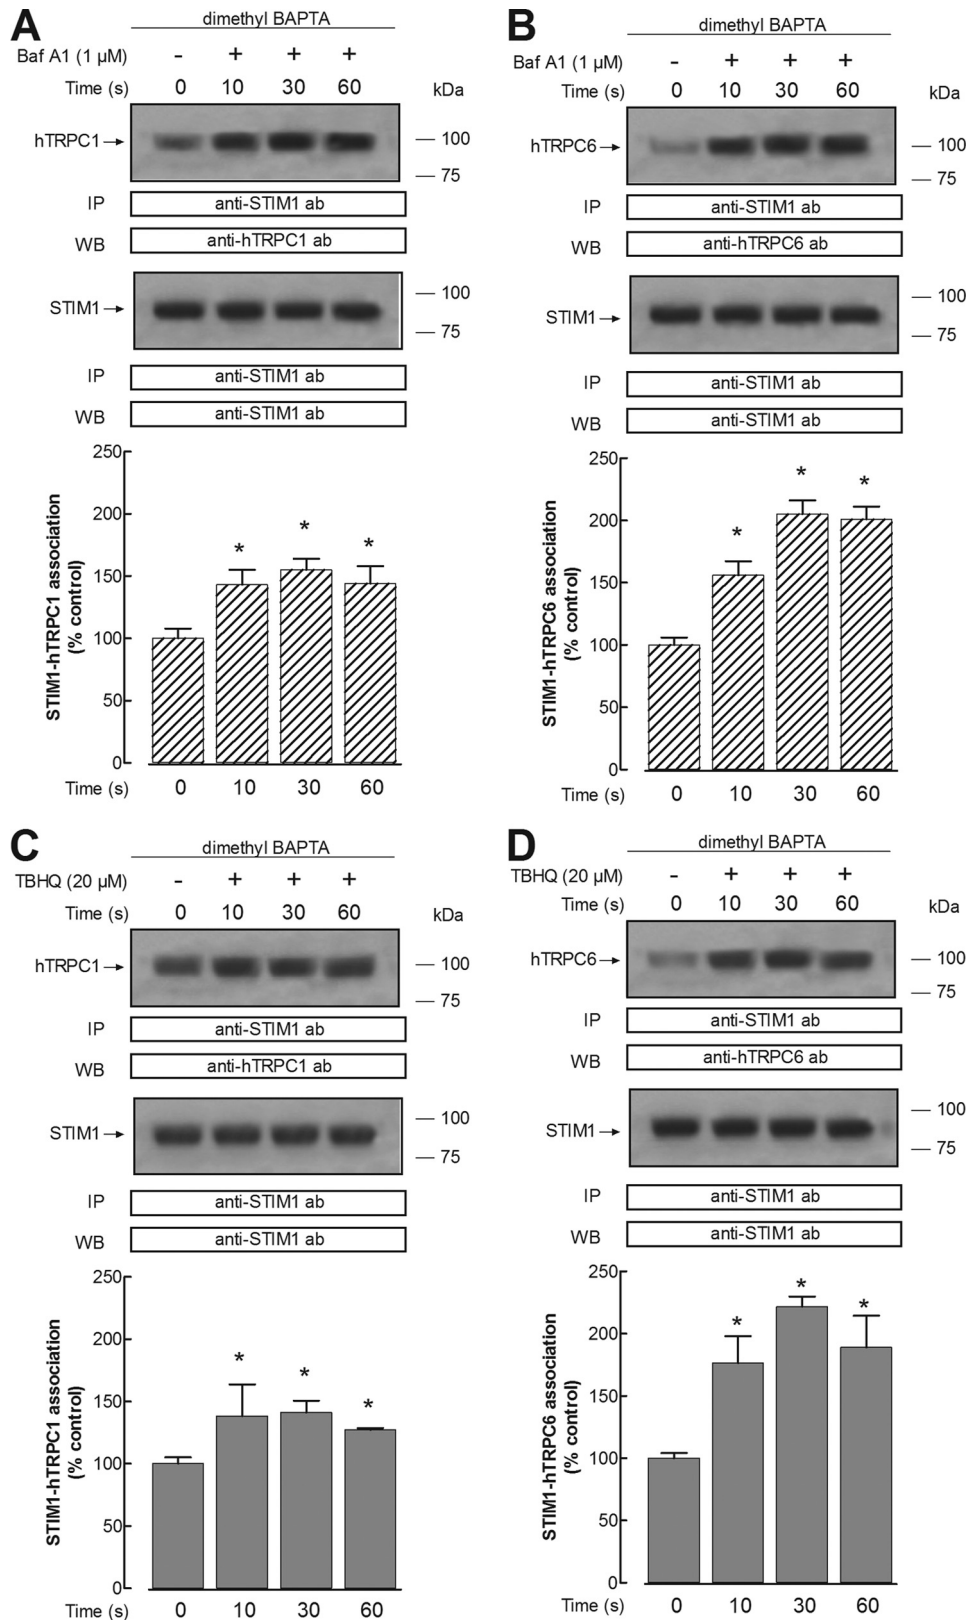 A
dimethyl BAPTA
Baf A1 (1 µM) - + + +
Time (s) 0 10 30 60 kDa
hTRPC1 100
75
IP anti-STIM1 ab
WB anti-hTRPC1 ab
STIM1 100
75
IP anti-STIM1 ab
WB anti-STIM1 ab
STIM1-hTRPC1 association
(% control)
250
200
150
100
50
0
* * *
Time (s) 0 10 30 60
B
dimethyl BAPTA
Baf A1 (1 µM) - + + +
Time (s) 0 10 30 60 kDa
hTRPC6 100
75
IP anti-STIM1 ab
WB anti-hTRPC6 ab
STIM1 100
75
IP anti-STIM1 ab
WB anti-STIM1 ab
STIM1-hTRPC6 association
(% control)
250
200
150
100
50
0
* * *
Time (s) 0 10 30 60
C
dimethyl BAPTA
TBHQ (20 µM) - + + +
Time (s) 0 10 30 60 kDa
hTRPC1 100
75
IP anti-STIM1 ab
WB anti-hTRPC1 ab
STIM1 100
75
IP anti-STIM1 ab
WB anti-STIM1 ab
STIM1-hTRPC1 association
(% control)
250
200
150
100
50
0
* * *
Time (s) 0 10 30 60
D
dimethyl BAPTA
TBHQ (20 µM) - + + +
Time (s) 0 10 30 60 kDa
hTRPC6 100
75
IP anti-STIM1 ab
WB anti-hTRPC6 ab
STIM1 100
75
IP anti-STIM1 ab
WB anti-STIM1 ab
STIM1-hTRPC6 association
(% control)
250
200
150
100
50
0
* * *
Time (s) 0 10 30 60